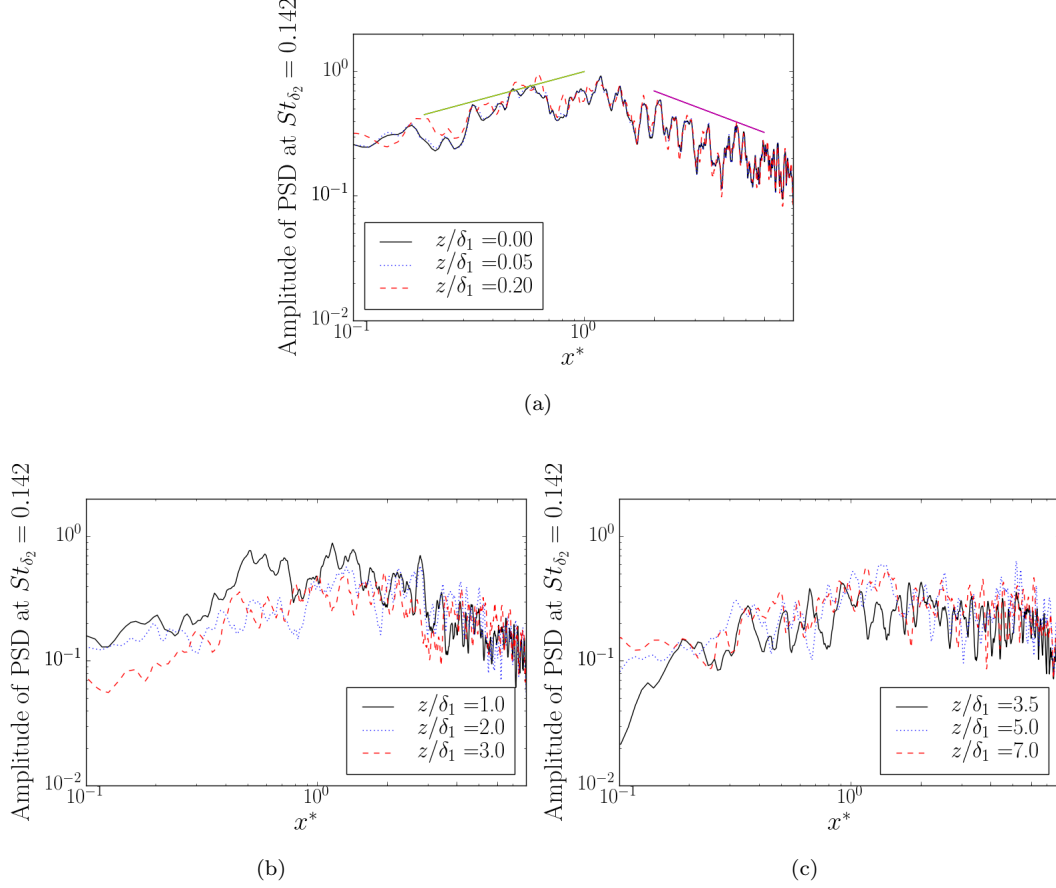 Amplitude of PSD at $St_{\delta_2} = 0.142$
10^0
10^{-1}
10^{-2}
z/δ_1 =0.00
z/δ_1 =0.05
z/δ_1 =0.20
10^{-1} 10^0
x*
(a)
Amplitude of PSD at $St_{\delta_2} = 0.142$
10^0
10^{-1}
10^{-2}
z/δ_1 =1.0
z/δ_1 =2.0
z/δ_1 =3.0
10^{-1} 10^0
x*
(b)
Amplitude of PSD at $St_{\delta_2} = 0.142$
10^0
10^{-1}
10^{-2}
z/δ_1 =3.5
z/δ_1 =5.0
z/δ_1 =7.0
10^{-1} 10^0
x*
(c)